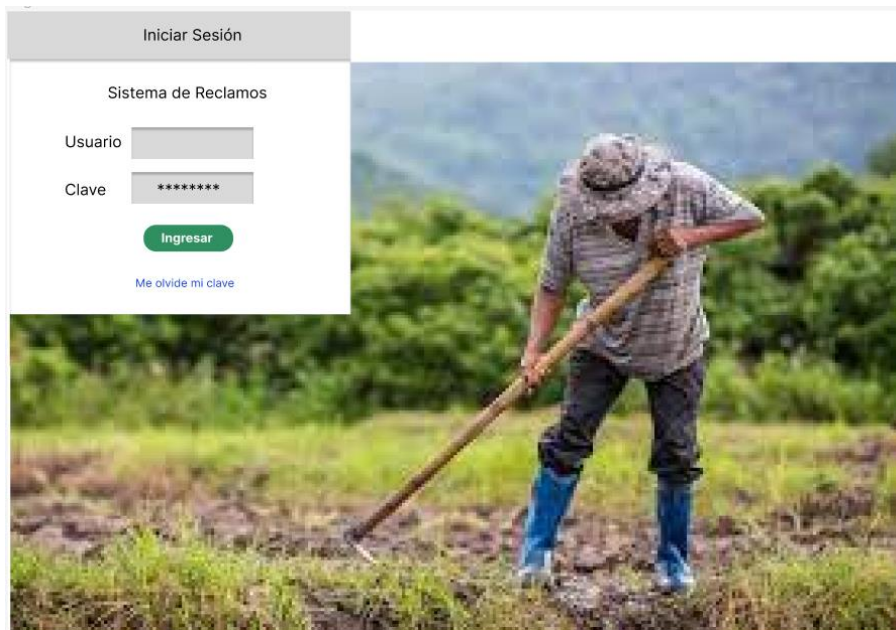 Iniciar Sesión
Sistema de Reclamos
Usuario
Clave ********
Ingresar
Me olvide mi clave